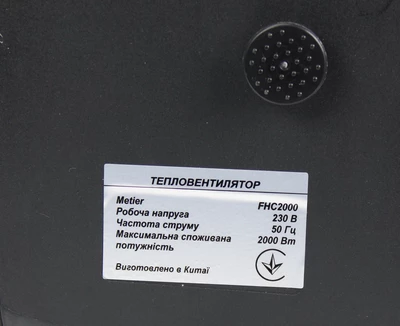 ТЕПЛОВЕНТИЛЯТОР
Metier FHC2000
Робоча напруга 230 В
Частота струму 50 Гц
Максимальна споживана 2000 Вт
потужність
Виготовлено в Китаї